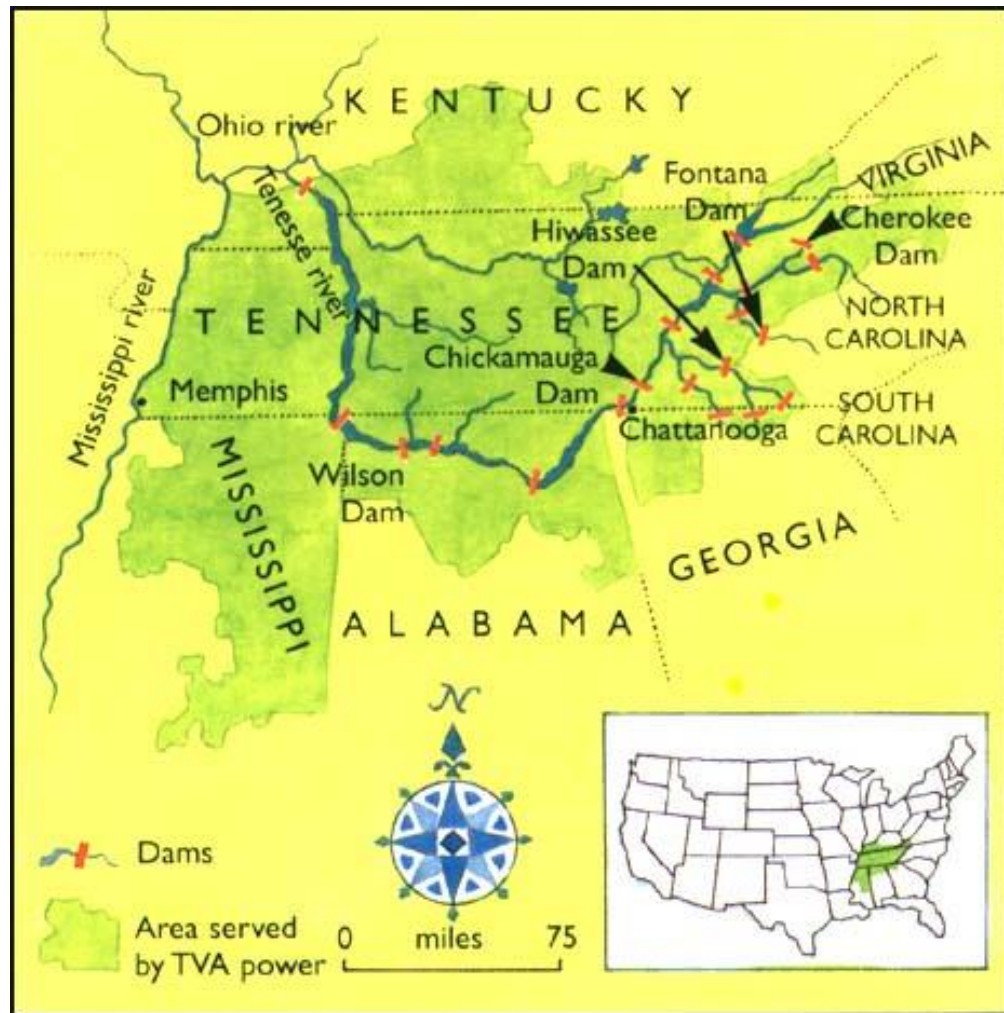 KENTUCKY
Ohio river
Tenesse river
Fontana
Dam
VIRGINIA
Hiwassee
Dam
Cherokee
Dam
Mississippi river
TENNESSEE
NORTH
CAROLINA
Chickamauga
Dam
Memphis
Chattanooga
SOUTH
CAROLINA
MISSISSIPPI
Wilson
Dam
GEORGIA
ALABAMA
N
Dams
Area served
by TVA power
0 miles 75